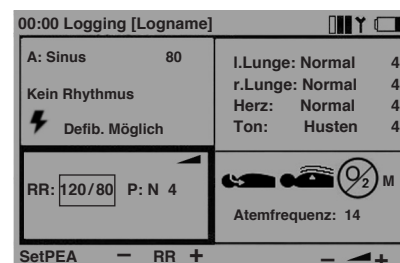 00:00 Logging [Logname]
A: Sinus 80
Kein Rhythmus
Defib. Möglich
l.Lunge: Normal 4
r.Lunge: Normal 4
Herz: Normal 4
Ton: Husten 4
RR: 120/80 P: N 4
O2 M
Atemfrequenz: 14
SetPEA − RR + − +